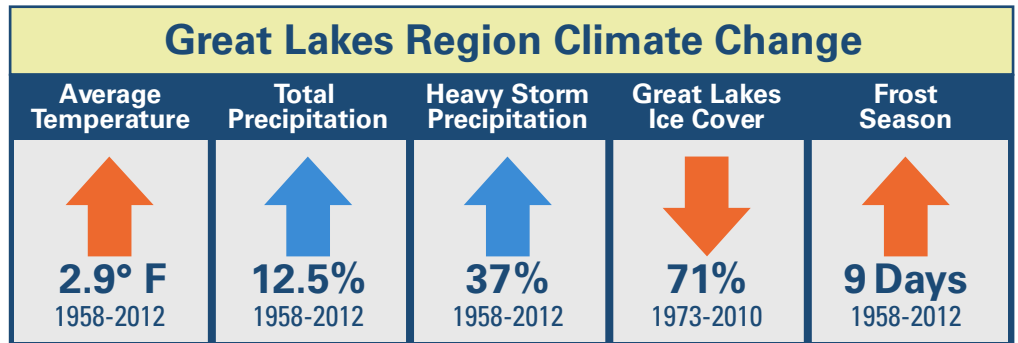 Great Lakes Region Climate Change
Average
Temperature
Total
Precipitation
Heavy Storm
Precipitation
Great Lakes
Ice Cover
Frost
Season
2.9° F
1958-2012
12.5%
1958-2012
37%
1958-2012
71%
1973-2010
9 Days
1958-2012